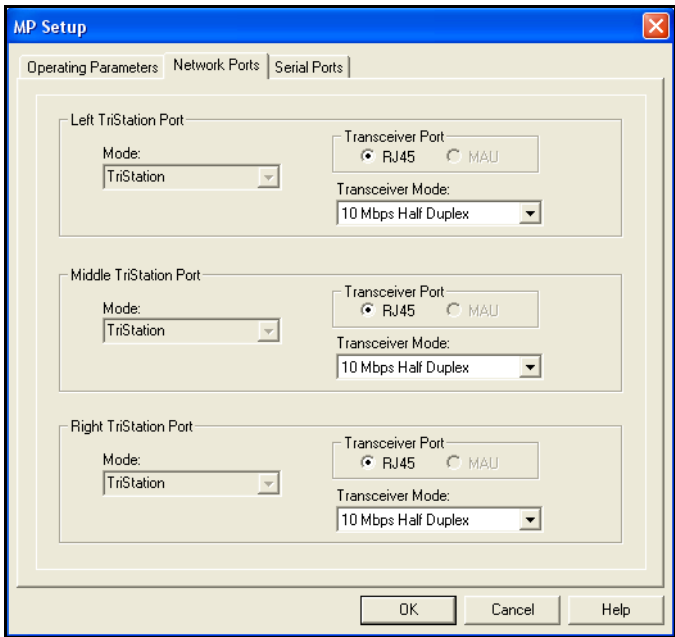 MP Setup
Operating Parameters Network Ports Serial Ports
Left TriStation Port
Mode:
TriStation
Transceiver Port
RJ45 MAU
Transceiver Mode:
10 Mbps Half Duplex
Middle TriStation Port
Mode:
TriStation
Transceiver Port
RJ45 MAU
Transceiver Mode:
10 Mbps Half Duplex
Right TriStation Port
Mode:
TriStation
Transceiver Port
RJ45 MAU
Transceiver Mode:
10 Mbps Half Duplex
OK Cancel Help